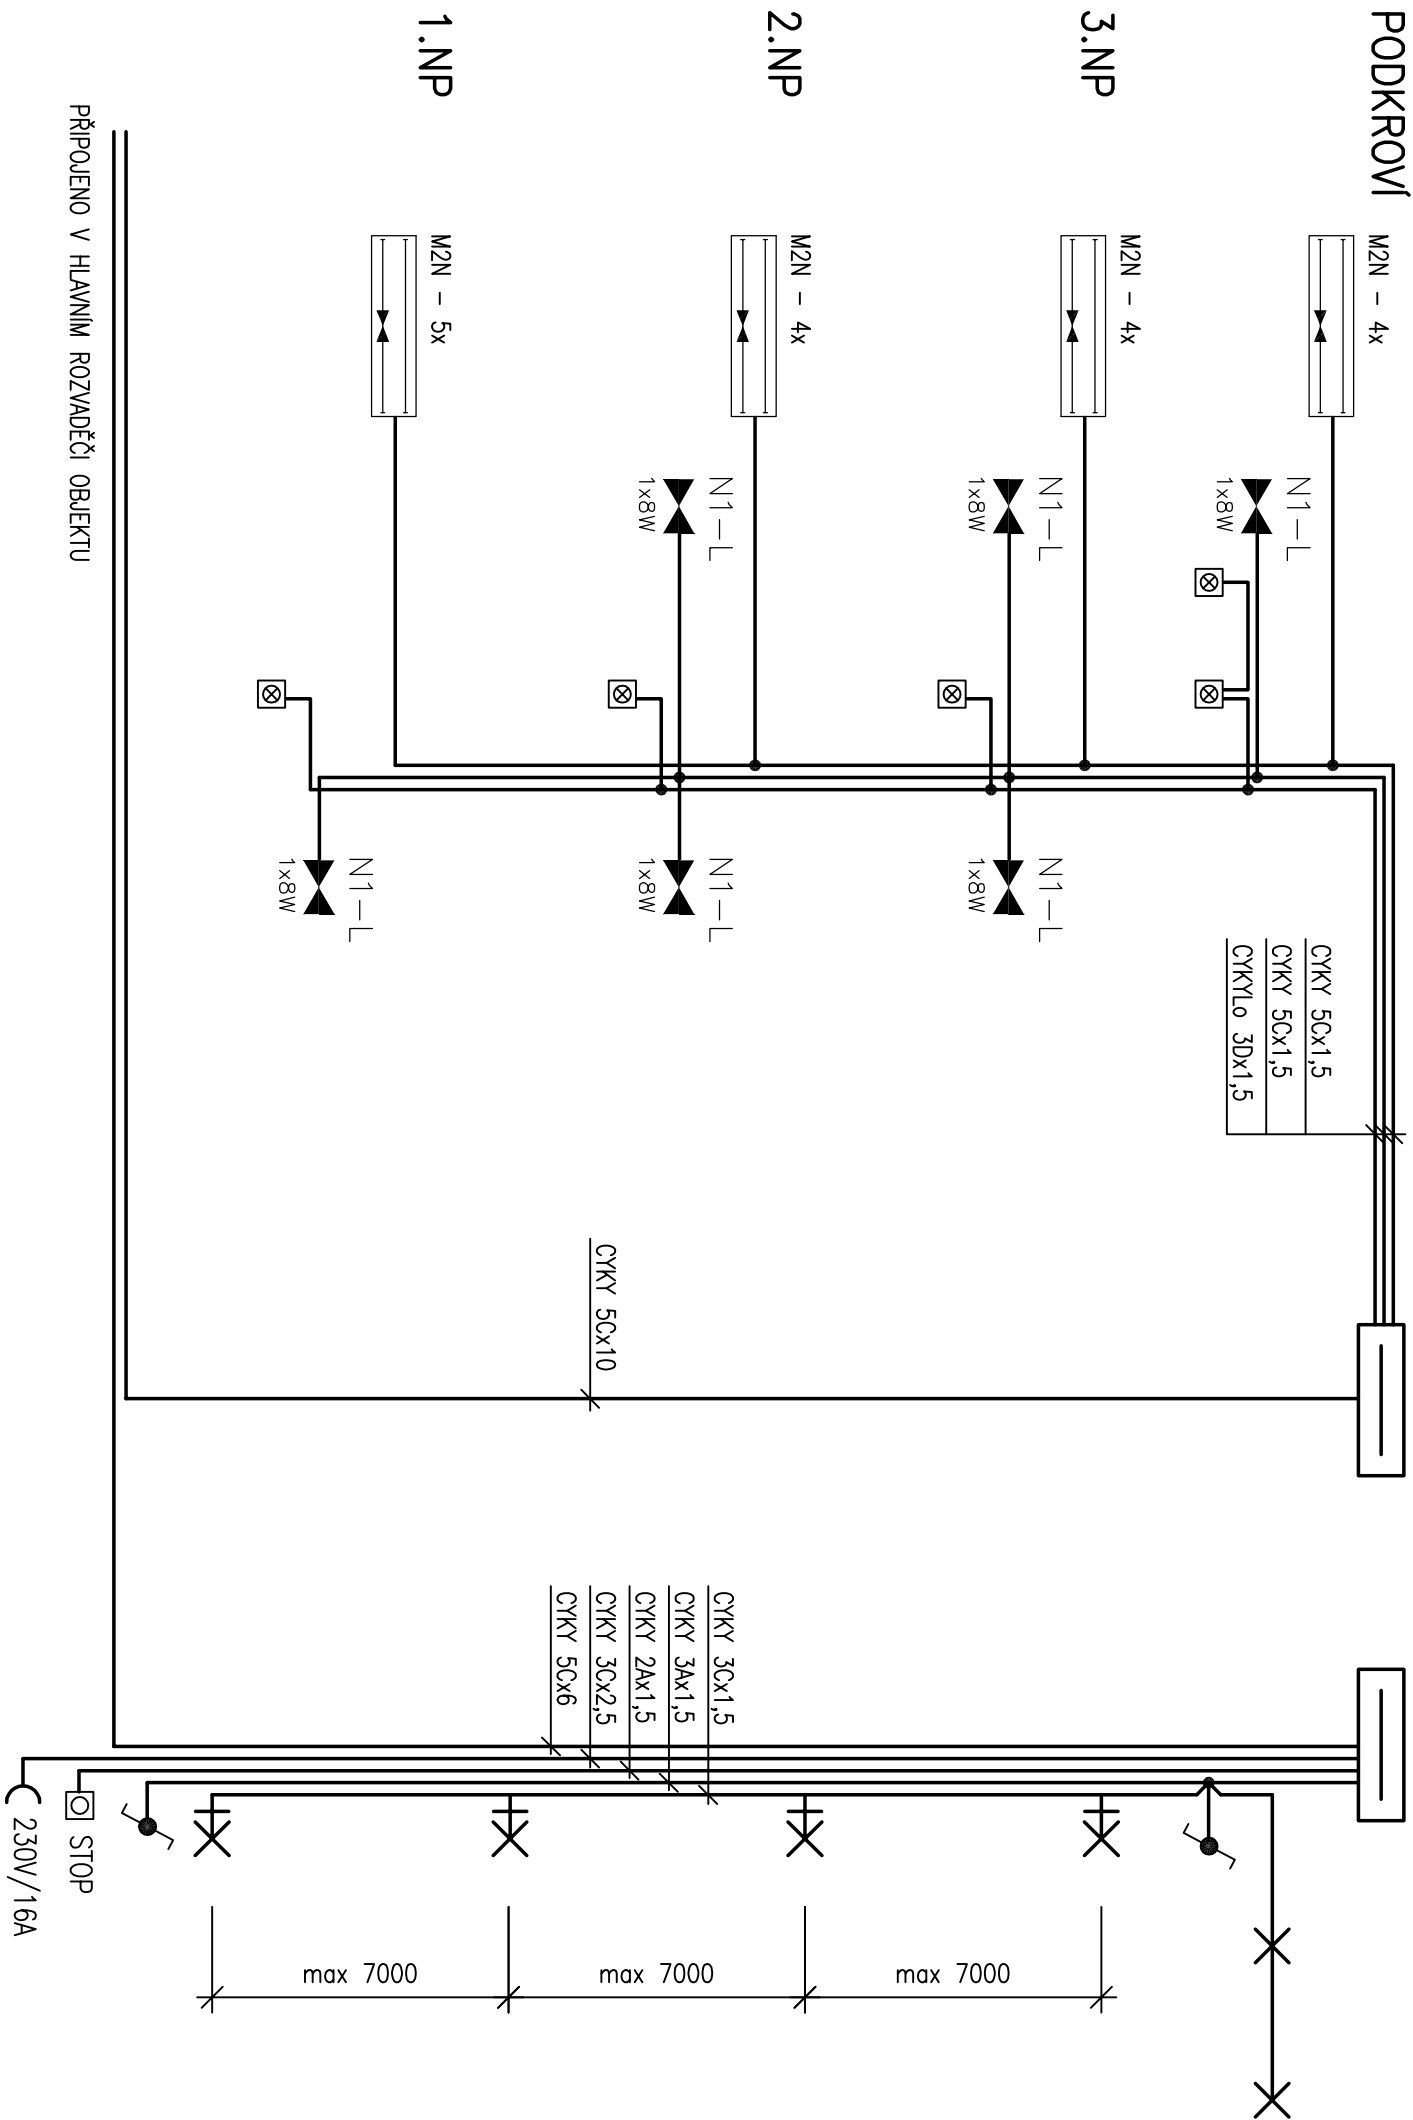 PODKROVÍ
M2N - 4x
N1-L
1x8W
CYKY 5Cx1,5
CYKY 5Cx1,5
CYKYLo 3Dx1,5
3.NP
M2N - 4x
N1-L
1x8W
N1-L
1x8W
2.NP
M2N - 4x
N1-L
1x8W
N1-L
1x8W
CYKY 5Cx10
CYKY 3Cx1,5
CYKY 3Ax1,5
CYKY 2Ax1,5
CYKY 3Cx2,5
CYKY 5Cx6
1.NP
M2N - 5x
N1-L
1x8W
max 7000
max 7000
max 7000
PŘIPOJENO V HLAVNÍM ROZVADĚČI OBJEKTU
STOP
230V/16A